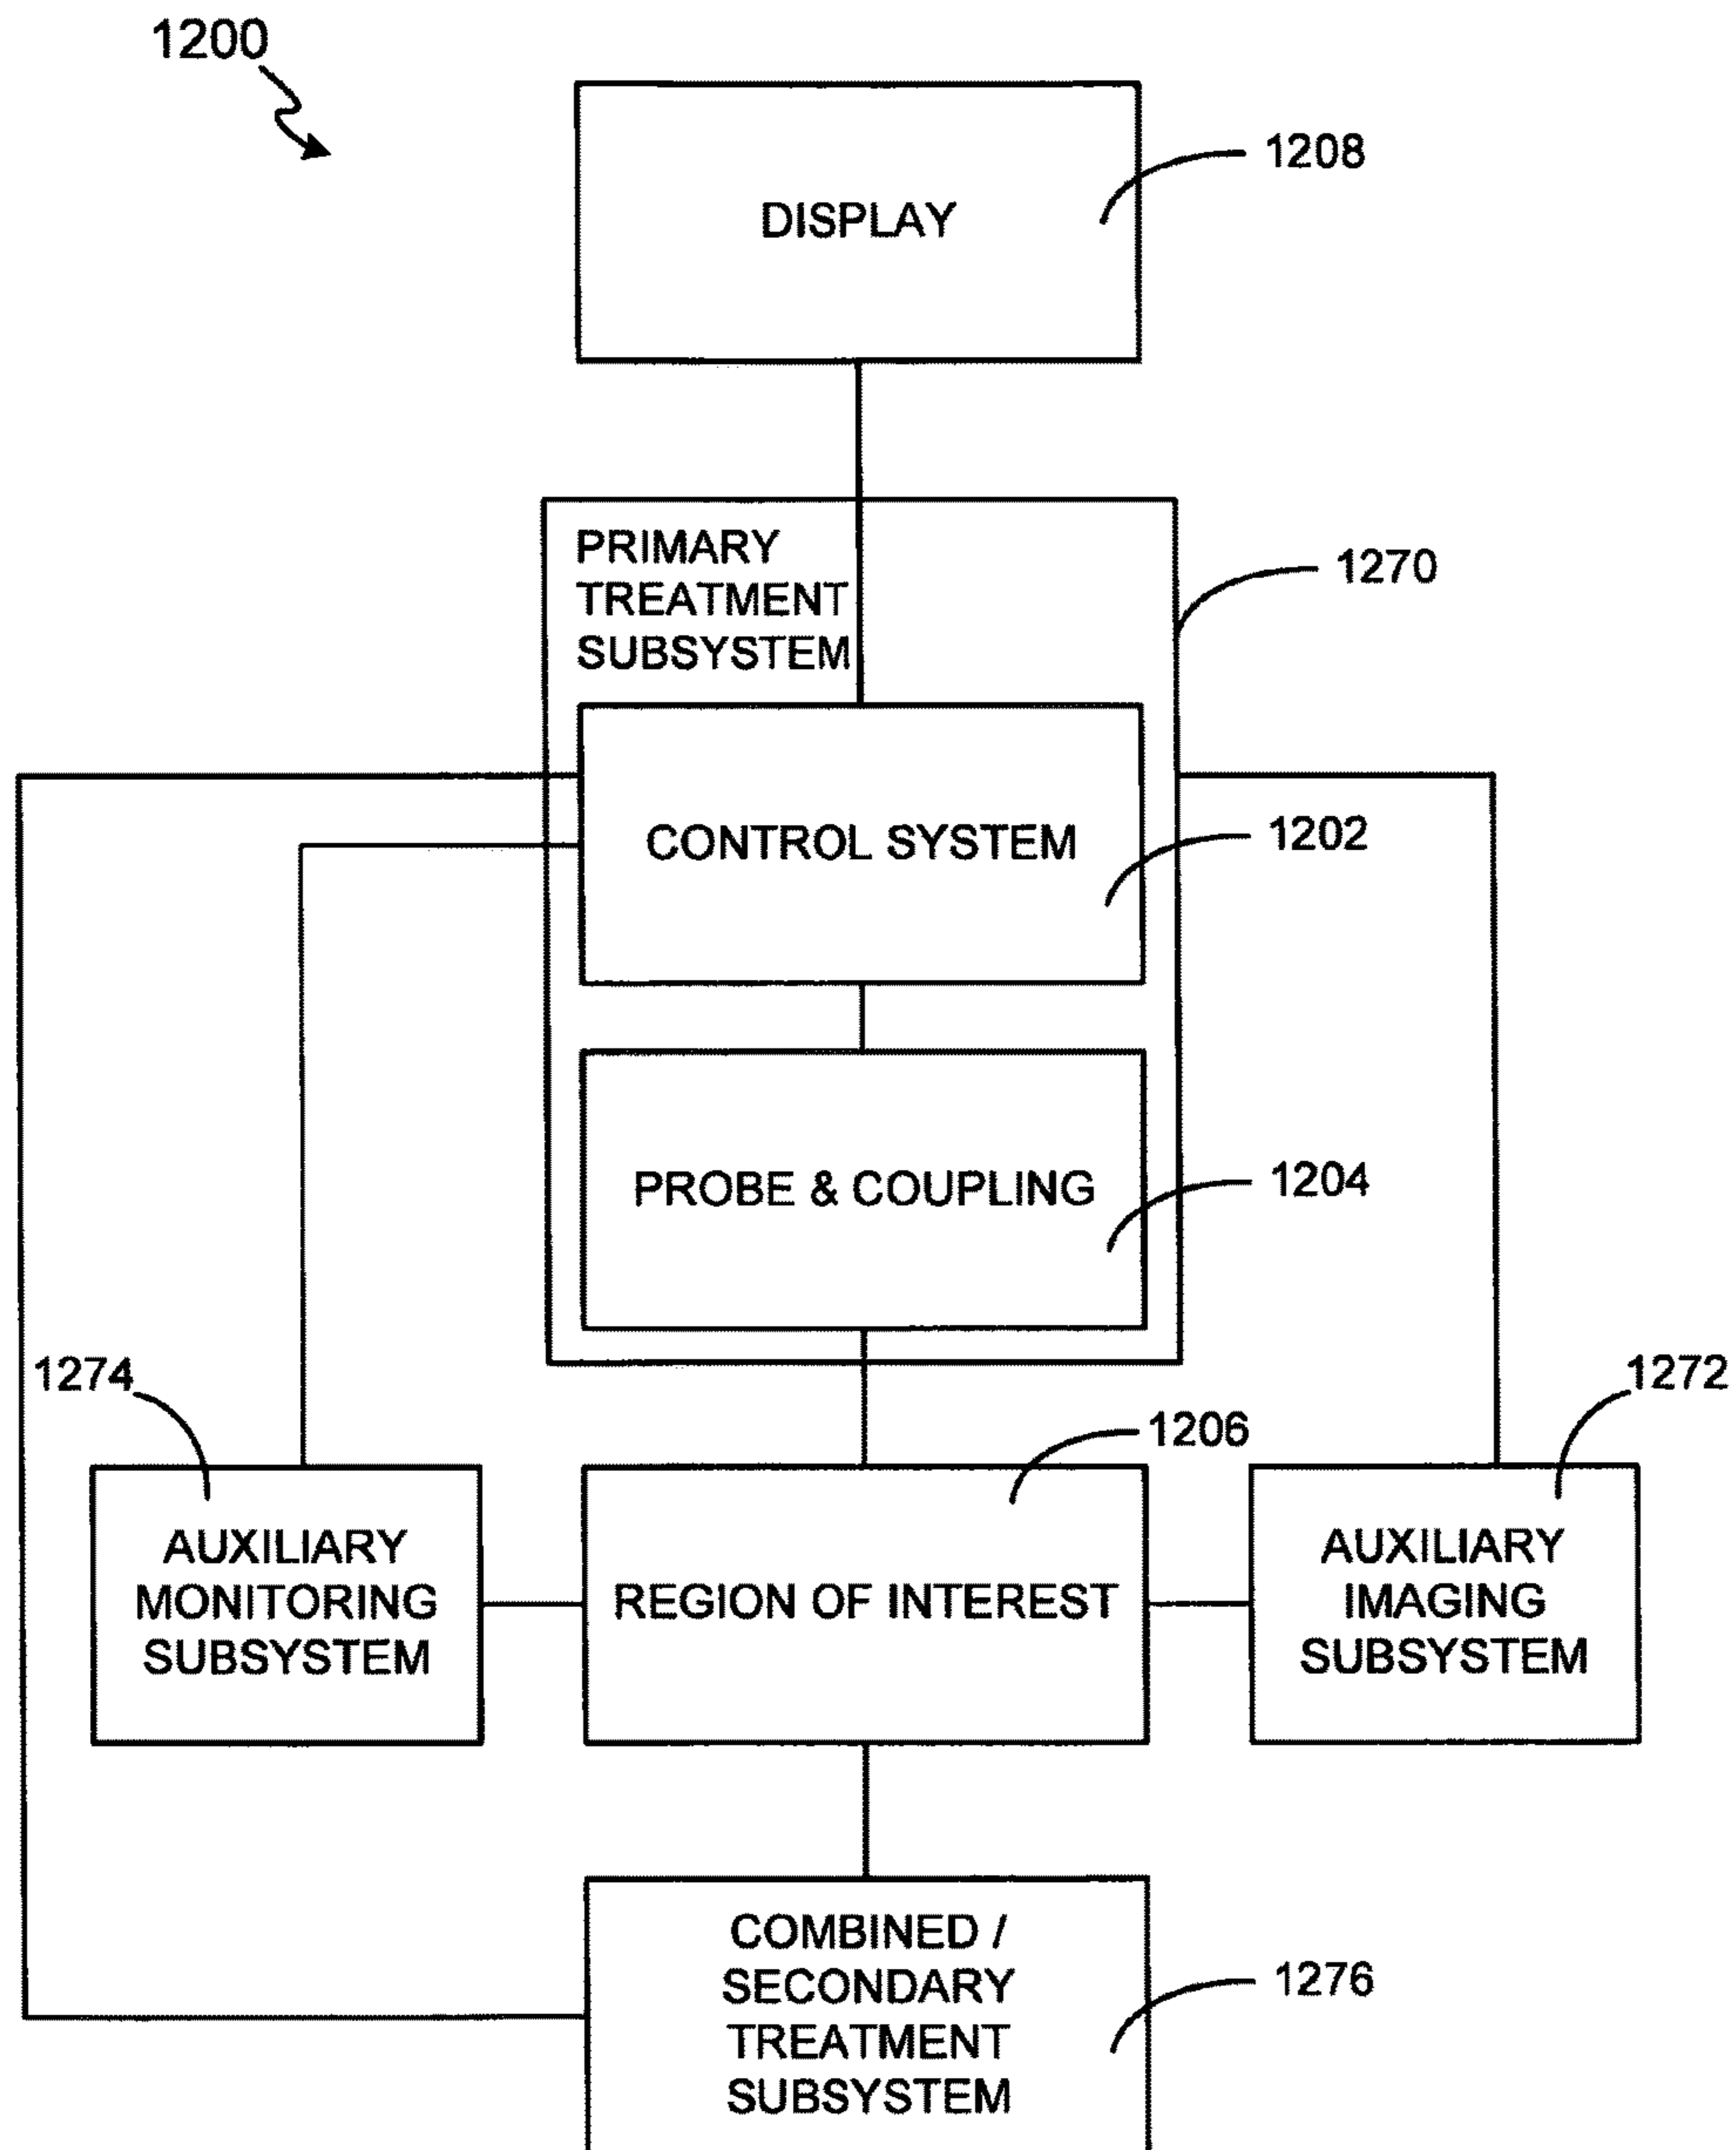 1200
DISPLAY
1208
PRIMARY
TREATMENT
SUBSYSTEM
1270
CONTROL SYSTEM
1202
PROBE & COUPLING
1204
1274
1272
1206
AUXILIARY
MONITORING
SUBSYSTEM
REGION OF INTEREST
AUXILIARY
IMAGING
SUBSYSTEM
COMBINED /
SECONDARY
TREATMENT
SUBSYSTEM
1276